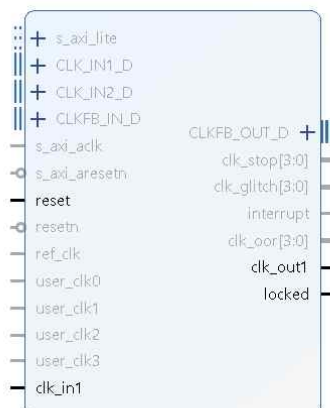 s_axi_lite
CLK_IN1_D
CLK_IN2_D
CLKFB_IN_D
s_axi_aclk
s_axi_aresetn
reset
resetn
ref_clk
user_clk0
user_clk1
user_clk2
user_clk3
clk_in1
CLKFB_OUT_D
clk_stop[3:0]
clk_glitch[3:0]
interrupt
clk_oor[3:0]
clk_out1
locked